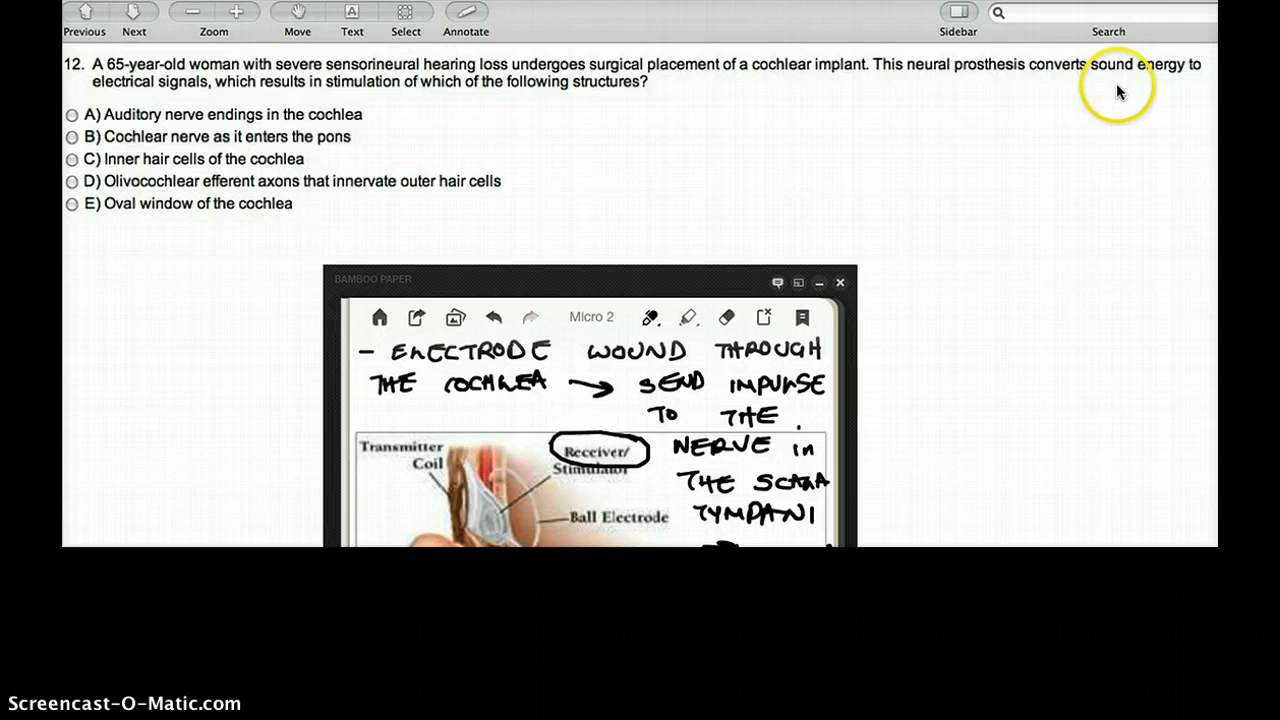 Previous Next Zoom Move Text Select Annotate Sidebar Search
12. A 65-year-old woman with severe sensorineural hearing loss undergoes surgical placement of a cochlear implant. This neural prosthesis converts sound energy to
electrical signals, which results in stimulation of which of the following structures?
A) Auditory nerve endings in the cochlea
B) Cochlear nerve as it enters the pons
C) Inner hair cells of the cochlea
D) Olivocochlear efferent axons that innervate outer hair cells
E) Oval window of the cochlea
BAMBOO PAPER
Micro 2
- ELECTRODE WOUND THROUGH
THE COCHLEA → SEND IMPULSE
TO THE
NERVE in
THE SCALA
TYMPANI
Transmitter
Coil
Receiver/
Stimulator
Ball Electrode
Screencast-O-Matic.com